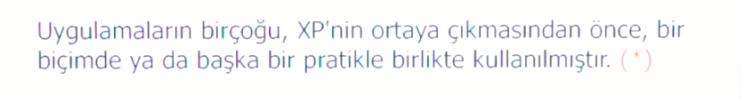 Uygulamaların birçoğu, XP'nin ortaya çıkmasından önce, bir
biçimde ya da başka bir pratikle birlikte kullanılmıştır. (*)